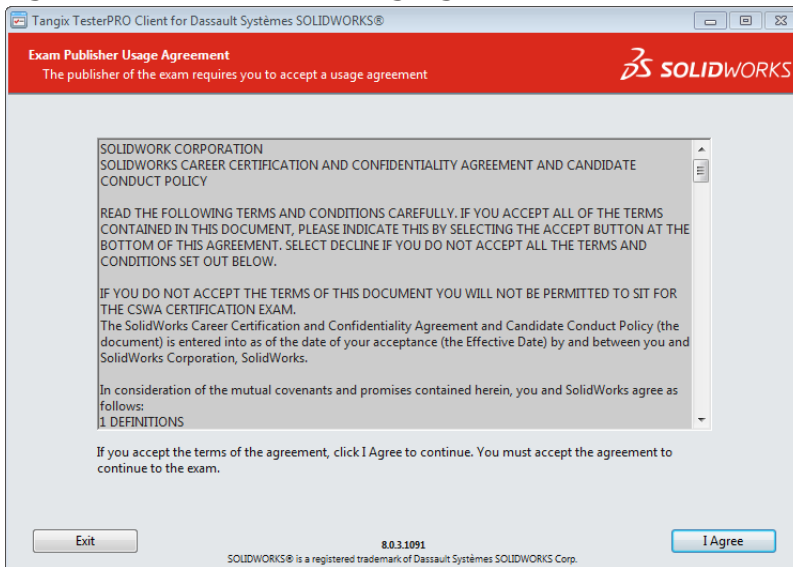 Tangix TesterPRO Client for Dassault Systèmes SOLIDWORKS®
Exam Publisher Usage Agreement
The publisher of the exam requires you to accept a usage agreement
SOLIDWORKS
SOLIDWORK CORPORATION
SOLIDWORKS CAREER CERTIFICATION AND CONFIDENTIALITY AGREEMENT AND CANDIDATE
CONDUCT POLICY
READ THE FOLLOWING TERMS AND CONDITIONS CAREFULLY. IF YOU ACCEPT ALL OF THE TERMS
CONTAINED IN THIS DOCUMENT, PLEASE INDICATE THIS BY SELECTING THE ACCEPT BUTTON AT THE
BOTTOM OF THIS AGREEMENT. SELECT DECLINE IF YOU DO NOT ACCEPT ALL THE TERMS AND
CONDITIONS SET OUT BELOW.
IF YOU DO NOT ACCEPT THE TERMS OF THIS DOCUMENT YOU WILL NOT BE PERMITTED TO SIT FOR
THE CSWA CERTIFICATION EXAM.
The SolidWorks Career Certification and Confidentiality Agreement and Candidate Conduct Policy (the
document) is entered into as of the date of your acceptance (the Effective Date) by and between you and
SolidWorks Corporation, SolidWorks.
In consideration of the mutual covenants and promises contained herein, you and SolidWorks agree as
follows:
1 DEFINITIONS
If you accept the terms of the agreement, click I Agree to continue. You must accept the agreement to
continue to the exam.
Exit
8.0.3.1091
I Agree
SOLIDWORKS® is a registered trademark of Dassault Systèmes SOLIDWORKS Corp.